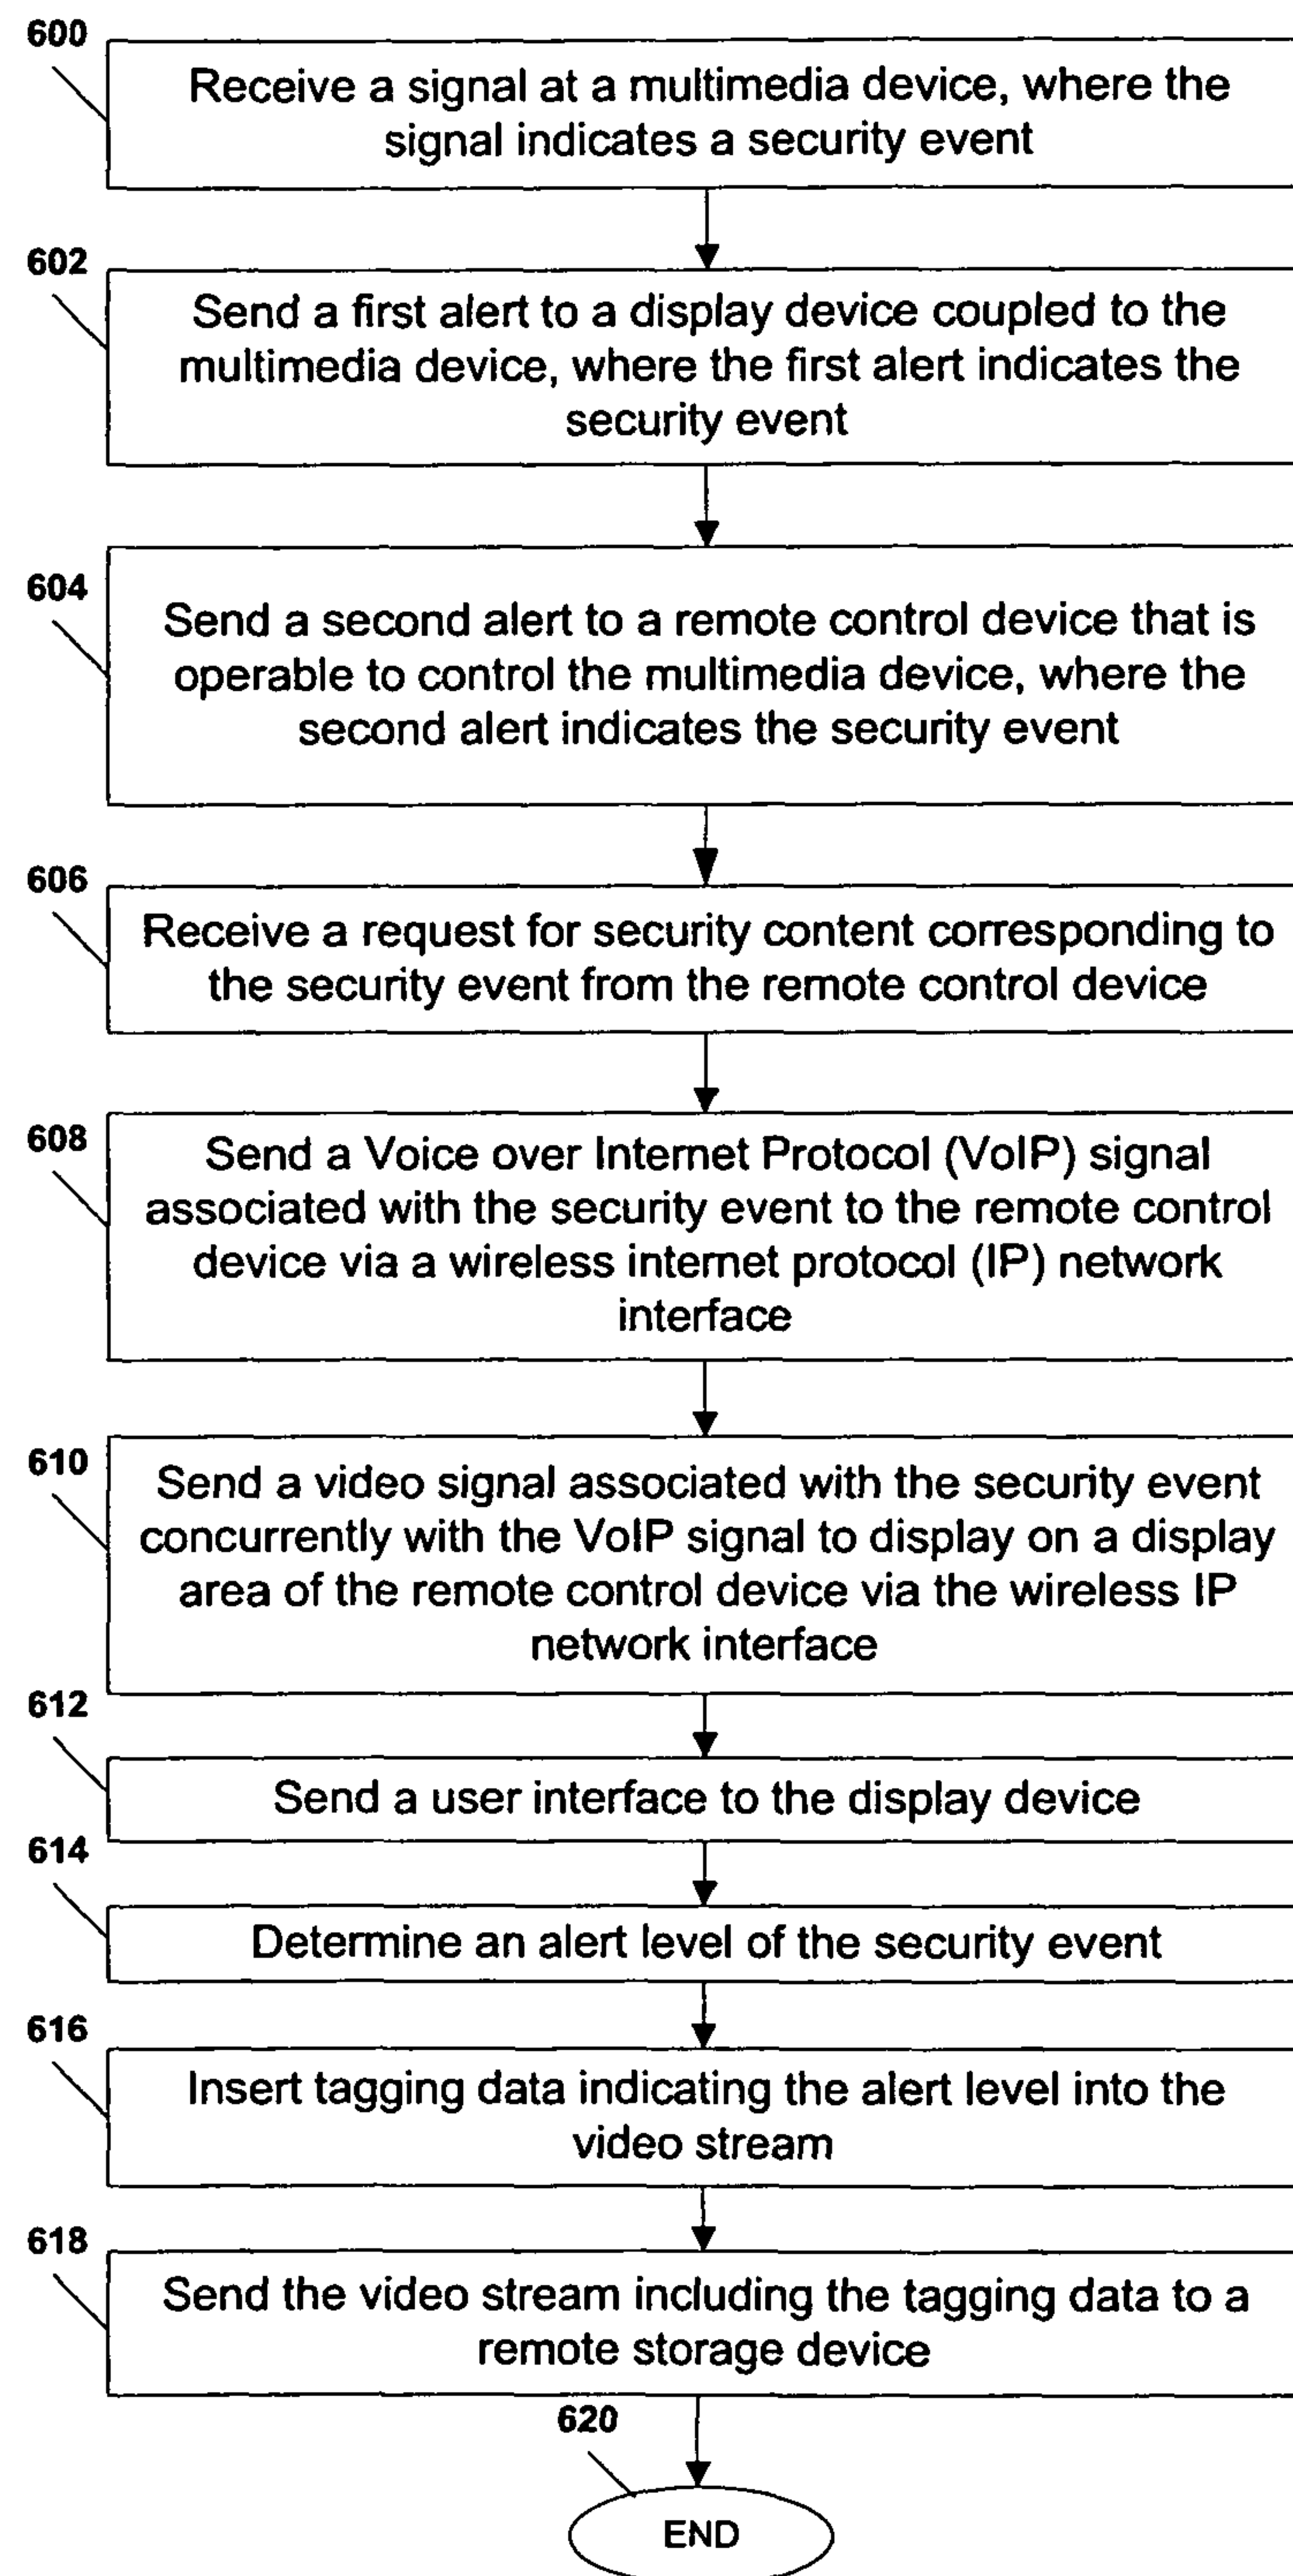 600
Receive a signal at a multimedia device, where the
signal indicates a security event
602
Send a first alert to a display device coupled to the
multimedia device, where the first alert indicates the
security event
604
Send a second alert to a remote control device that is
operable to control the multimedia device, where the
second alert indicates the security event
606
Receive a request for security content corresponding to
the security event from the remote control device
608
Send a Voice over Internet Protocol (VoIP) signal
associated with the security event to the remote control
device via a wireless internet protocol (IP) network
interface
610
Send a video signal associated with the security event
concurrently with the VoIP signal to display on a display
area of the remote control device via the wireless IP
network interface
612
Send a user interface to the display device
614
Determine an alert level of the security event
616
Insert tagging data indicating the alert level into the
video stream
618
Send the video stream including the tagging data to a
remote storage device
620
END